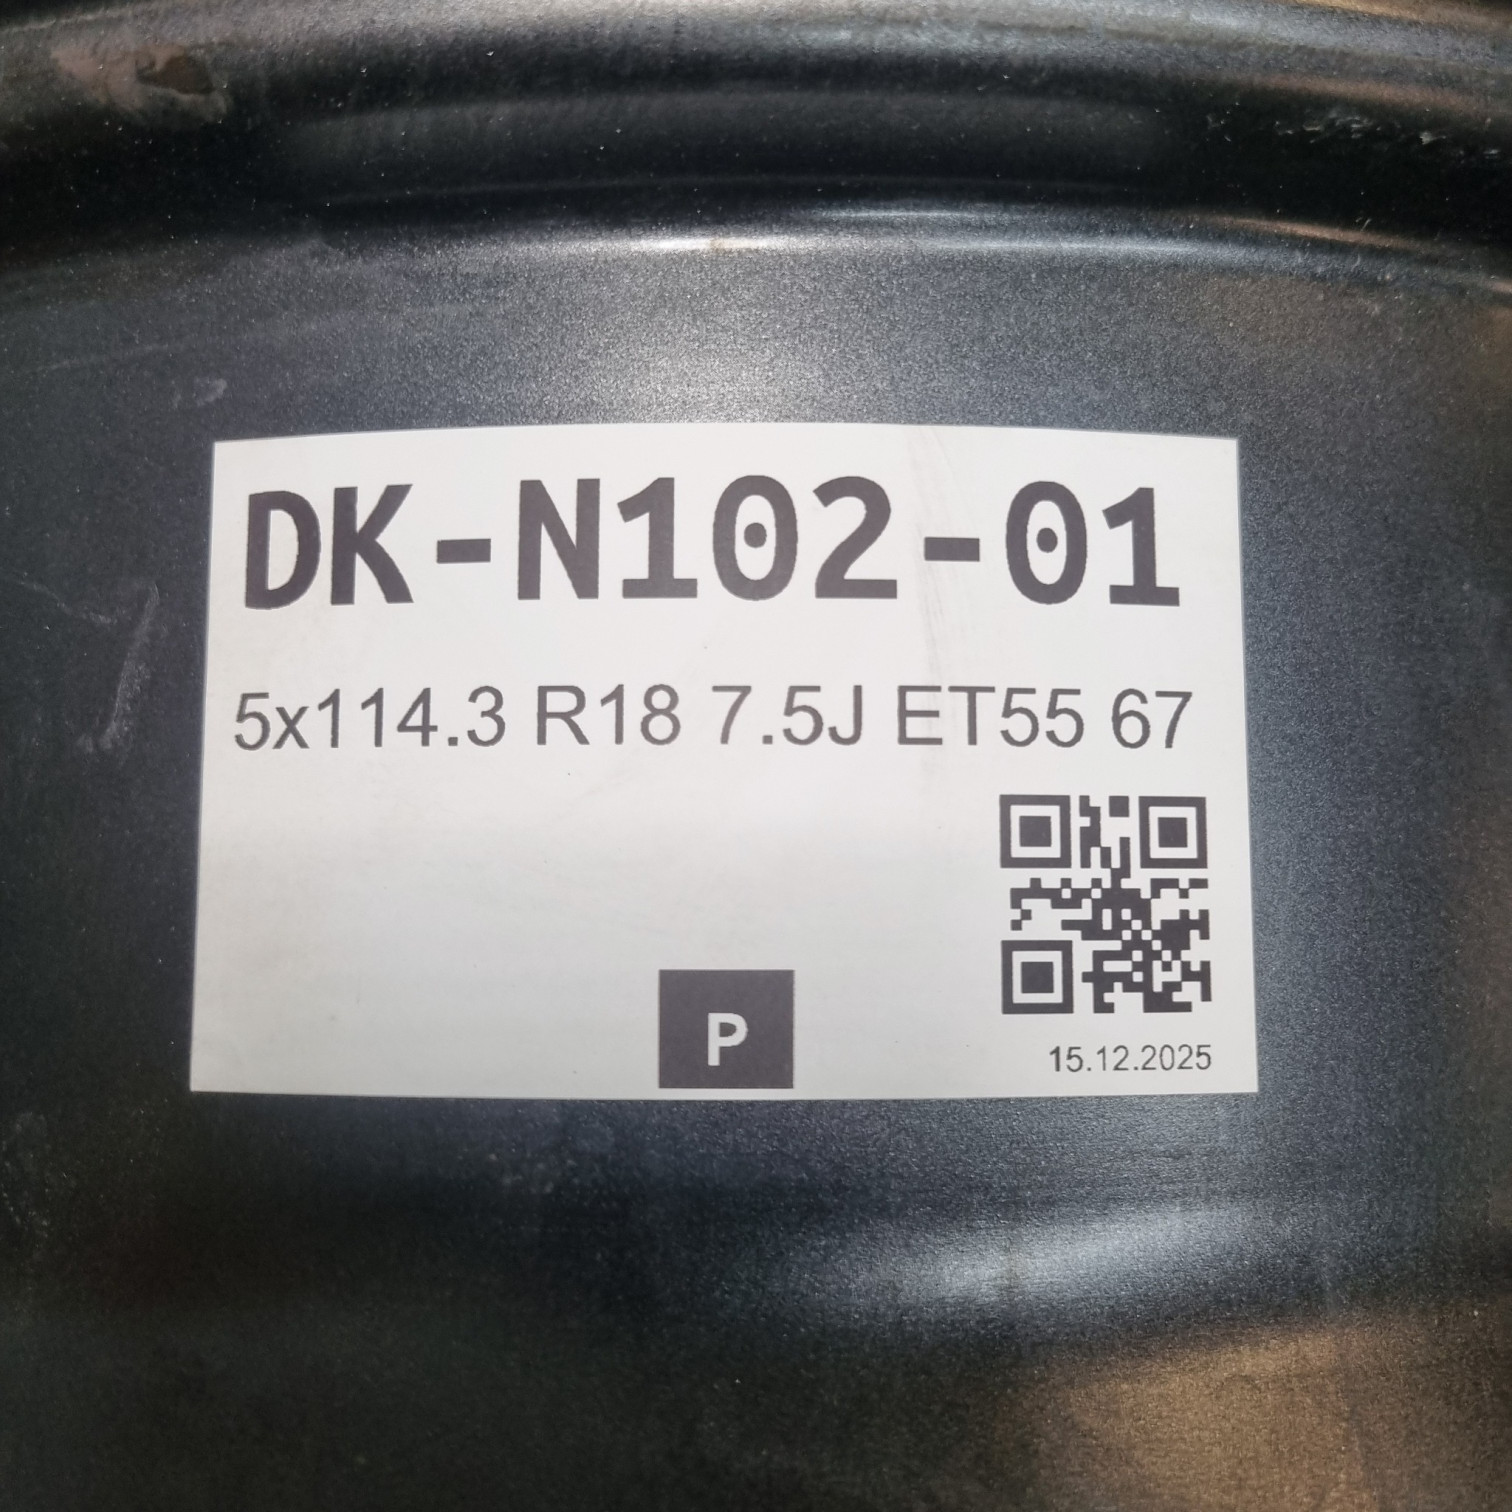 DK-N102-01
5x114.3 R18 7.5J ET55 67
P
15.12.2025